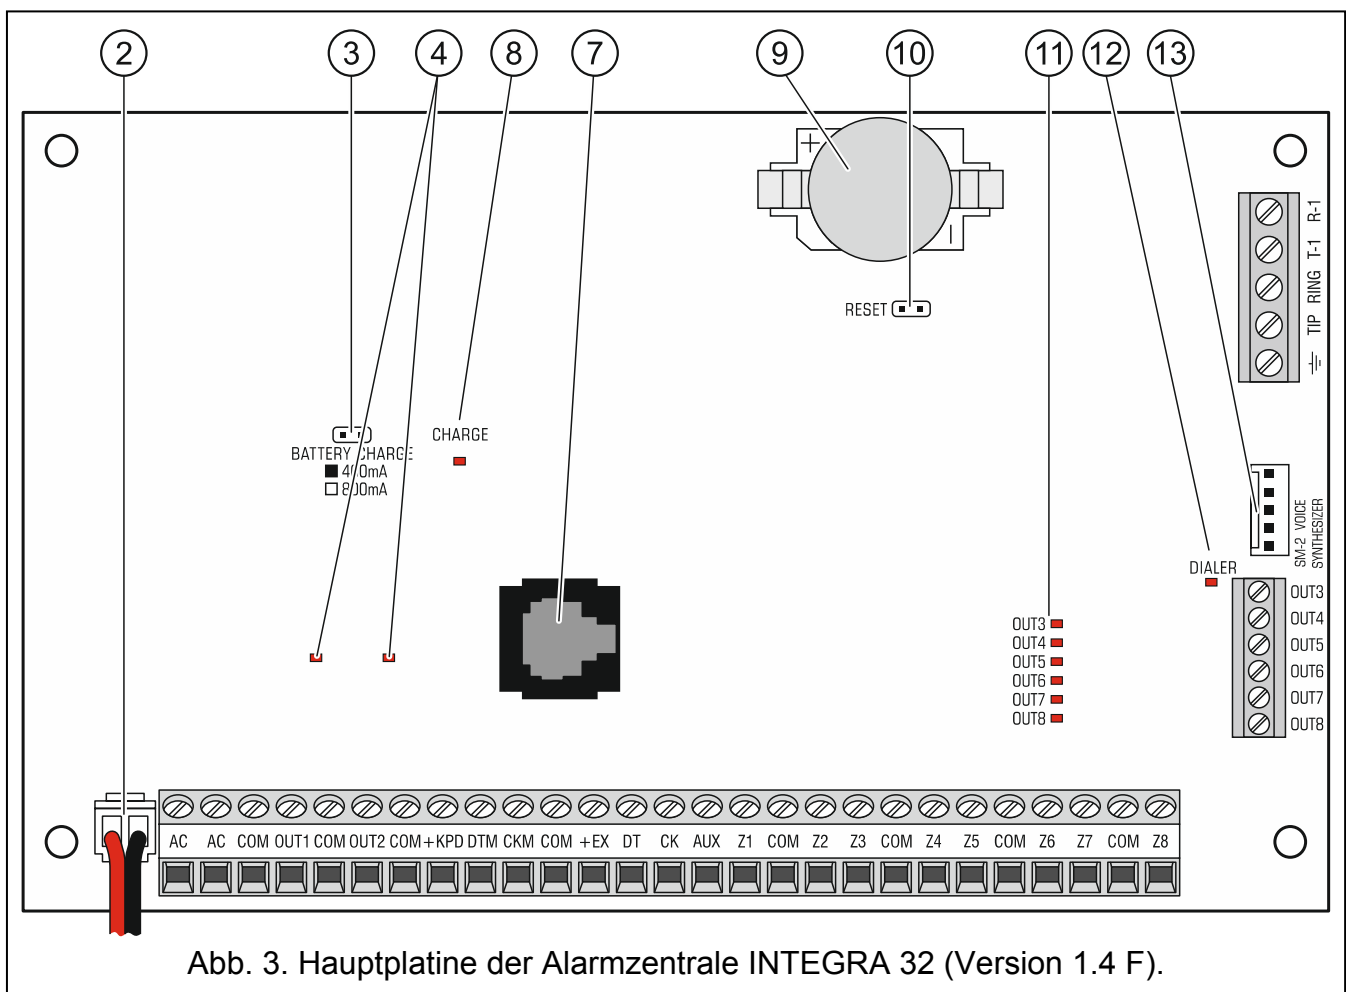 2 3 4 8 7 9 10 11 12 13
+
−
R-1
T-1
RING
TIP
RESET
BATTERY CHARGE
400mA
800mA
CHARGE
SM-2 VOICE
SYNTHESIZER
DIALER
OUT3
OUT4
OUT5
OUT6
OUT7
OUT8
OUT3
OUT4
OUT5
OUT6
OUT7
OUT8
AC AC COM OUT1 COM OUT2 COM +KPD DTM CKM COM +EX DT CK AUX Z1 COM Z2 Z3 COM Z4 Z5 COM Z6 Z7 COM Z8
Abb. 3. Hauptplatine der Alarmzentrale INTEGRA 32 (Version 1.4 F).